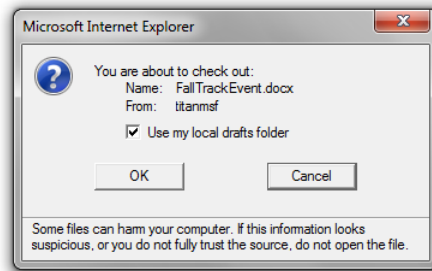 Microsoft Internet Explorer
You are about to check out:
Name: FallTrackEvent.docx
From: titanmsf
Use my local drafts folder
OK
Cancel
Some files can harm your computer. If this information looks
suspicious, or you do not fully trust the source, do not open the file.